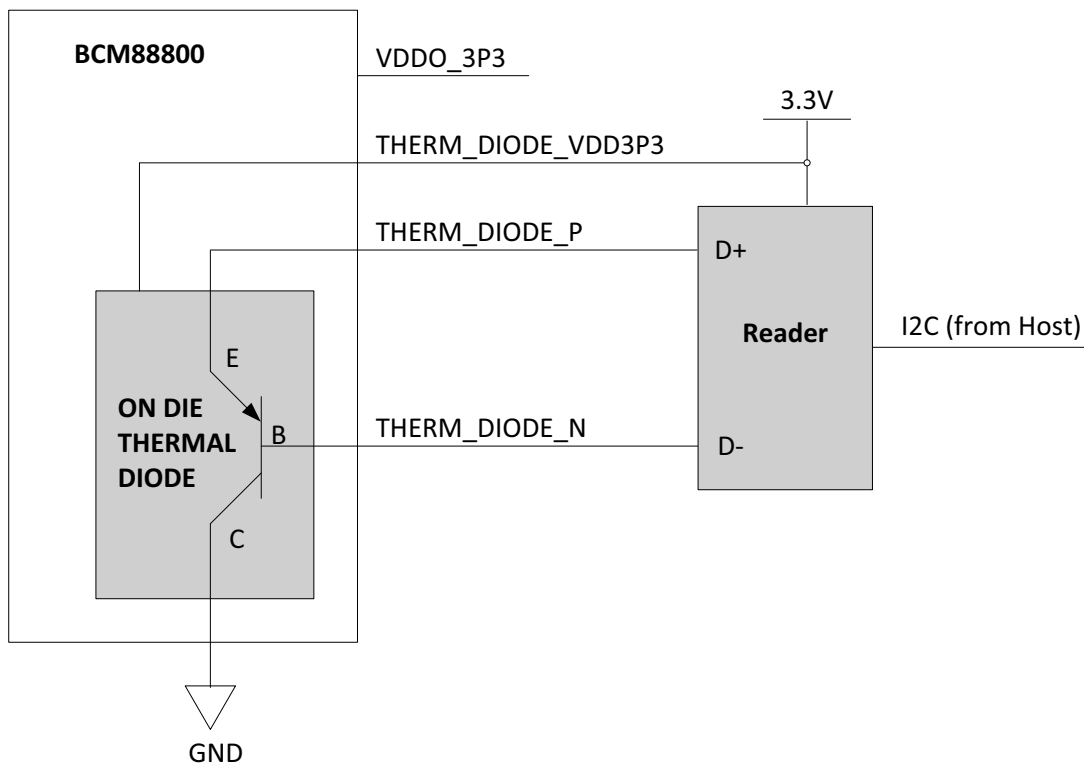 BCM88800
VDDO_3P3
3.3V
THERM_DIODE_VDD3P3
THERM_DIODE_P
D+
Reader
I2C (from Host)
E
ON DIE
THERMAL
DIODE
B
THERM_DIODE_N
D-
C
GND